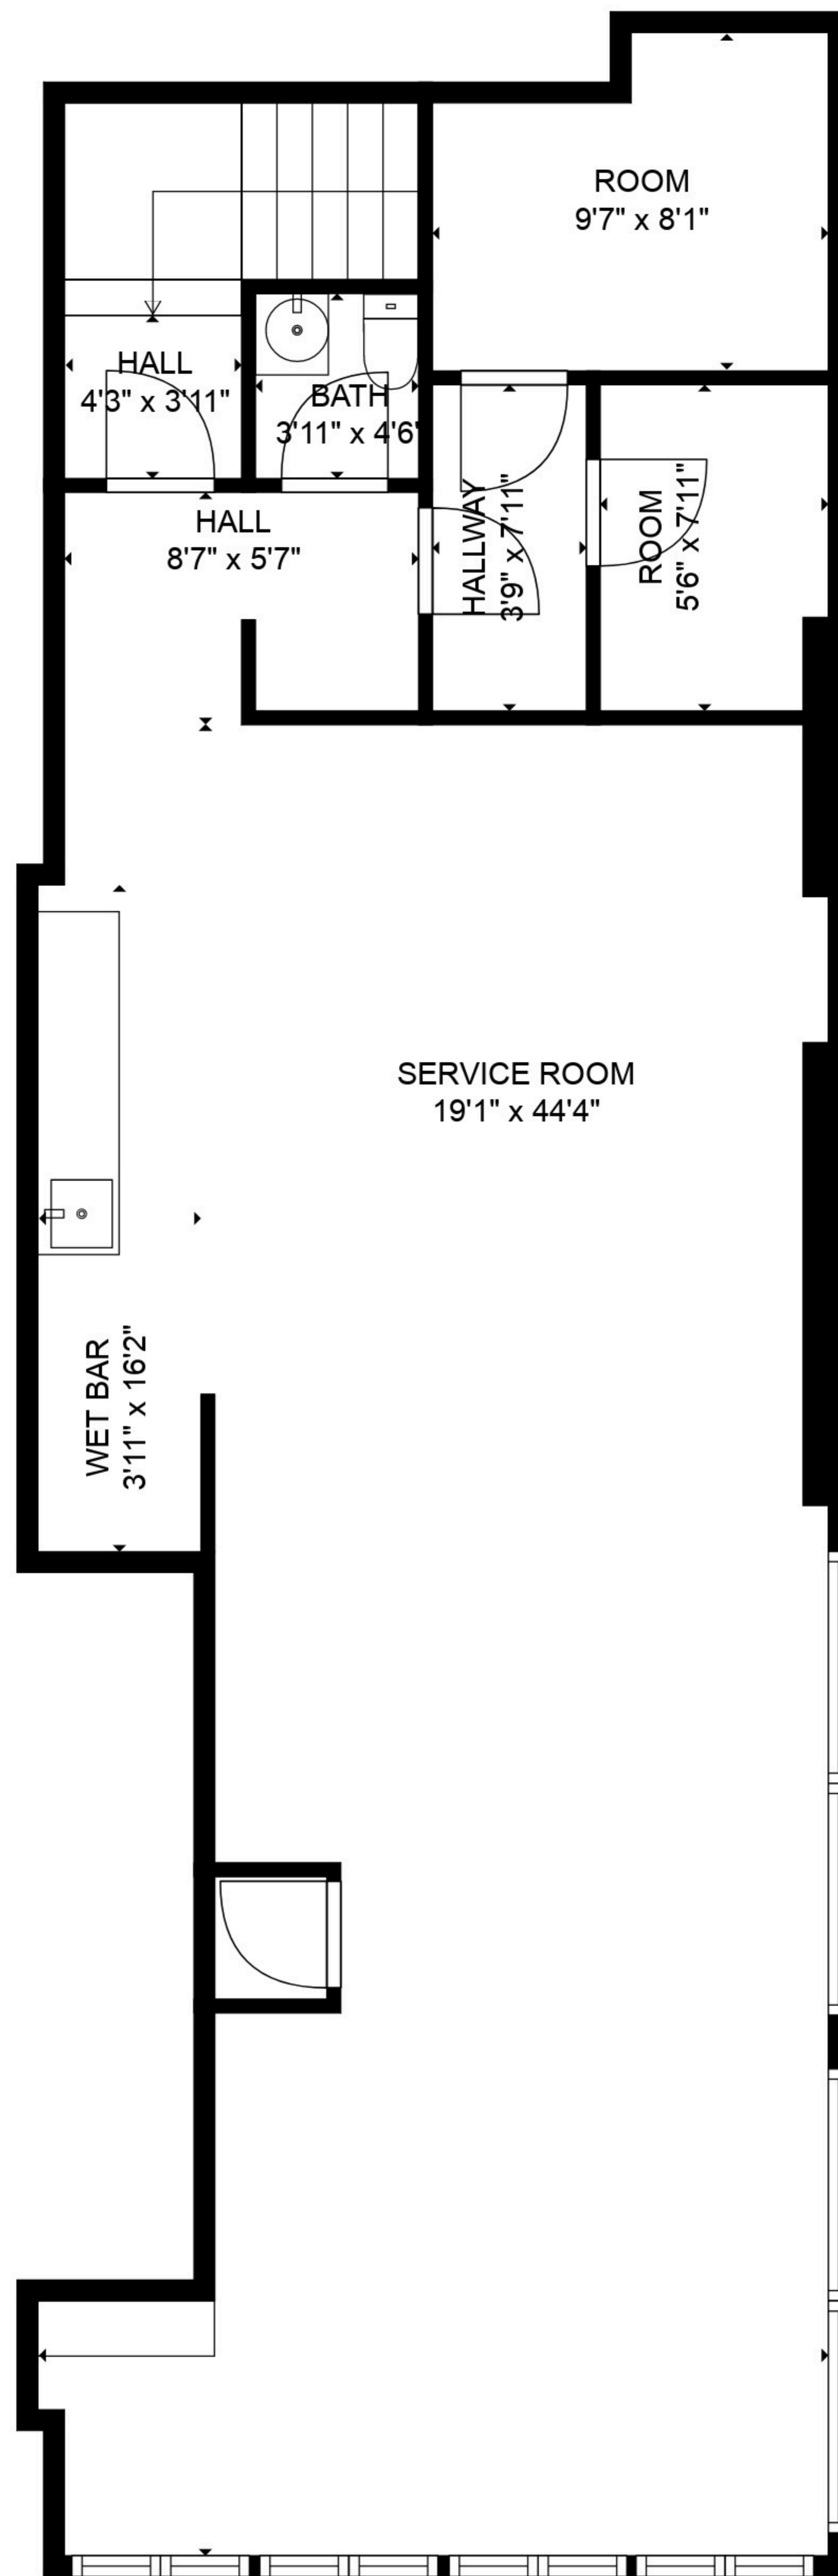 ROOM
9'7" x 8'1"
HALL
4'3" x 3'11"
BATH
3'11" x 4'6'
HALL
8'7" x 5'7"
HALLWAY
3'9" x 7'11"
ROOM
5'6" x 7'11"
SERVICE ROOM
19'1" x 44'4"
WET BAR
3'11" x 16'2"